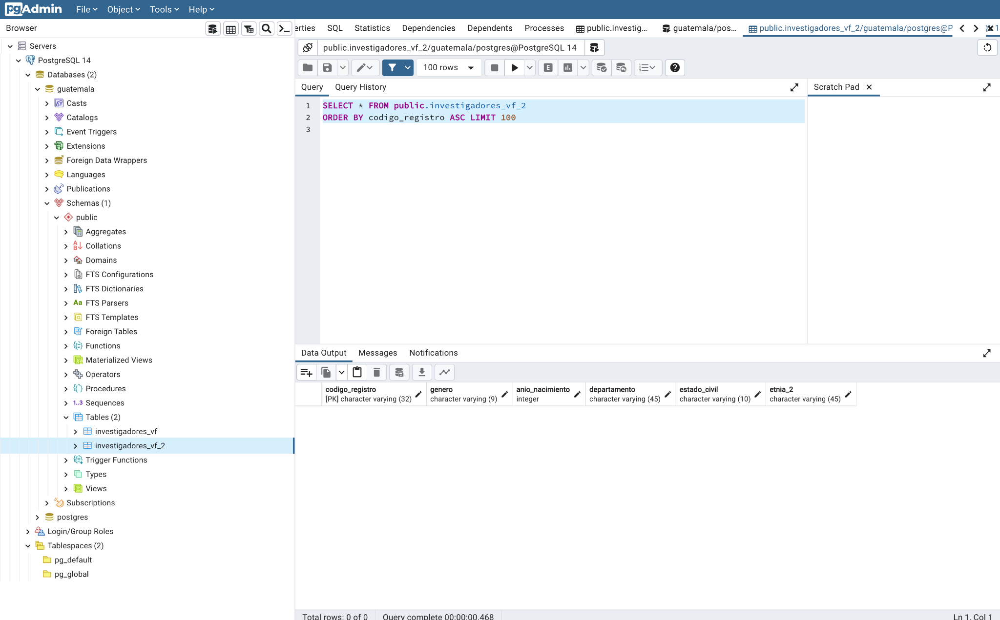 pgAdmin File Object Tools Help
Browser
erties SQL Statistics Dependencies Dependents Processes public.investig... guatemala/pos... public.investigadores_vf_2/guatemala/postgres@P
Servers
PostgreSQL 14
Databases (2)
guatemala
Casts
Catalogs
Event Triggers
Extensions
Foreign Data Wrappers
Languages
Publications
Schemas (1)
public
Aggregates
Collations
Domains
FTS Configurations
FTS Dictionaries
Aa FTS Parsers
FTS Templates
Foreign Tables
Functions
Materialized Views
Operators
Procedures
1..3 Sequences
Tables (2)
investigadores_vf
investigadores_vf_2
Trigger Functions
Types
Views
Subscriptions
postgres
Login/Group Roles
Tablespaces (2)
pg_default
pg_global
public.investigadores_vf_2/guatemala/postgres@PostgreSQL 14
100 rows E
Query Query History
Scratch Pad
1 SELECT * FROM public.investigadores_vf_2
2 ORDER BY codigo_registro ASC LIMIT 100
3
Data Output Messages Notifications
codigo_registro genero anio_nacimiento departamento estado_civil etnia_2
[PK] character varying (32) character varying (9) integer character varying (45) character varying (10) character varying (45)
Total rows: 0 of 0 Query complete 00:00:00.468 Ln 1, Col 1